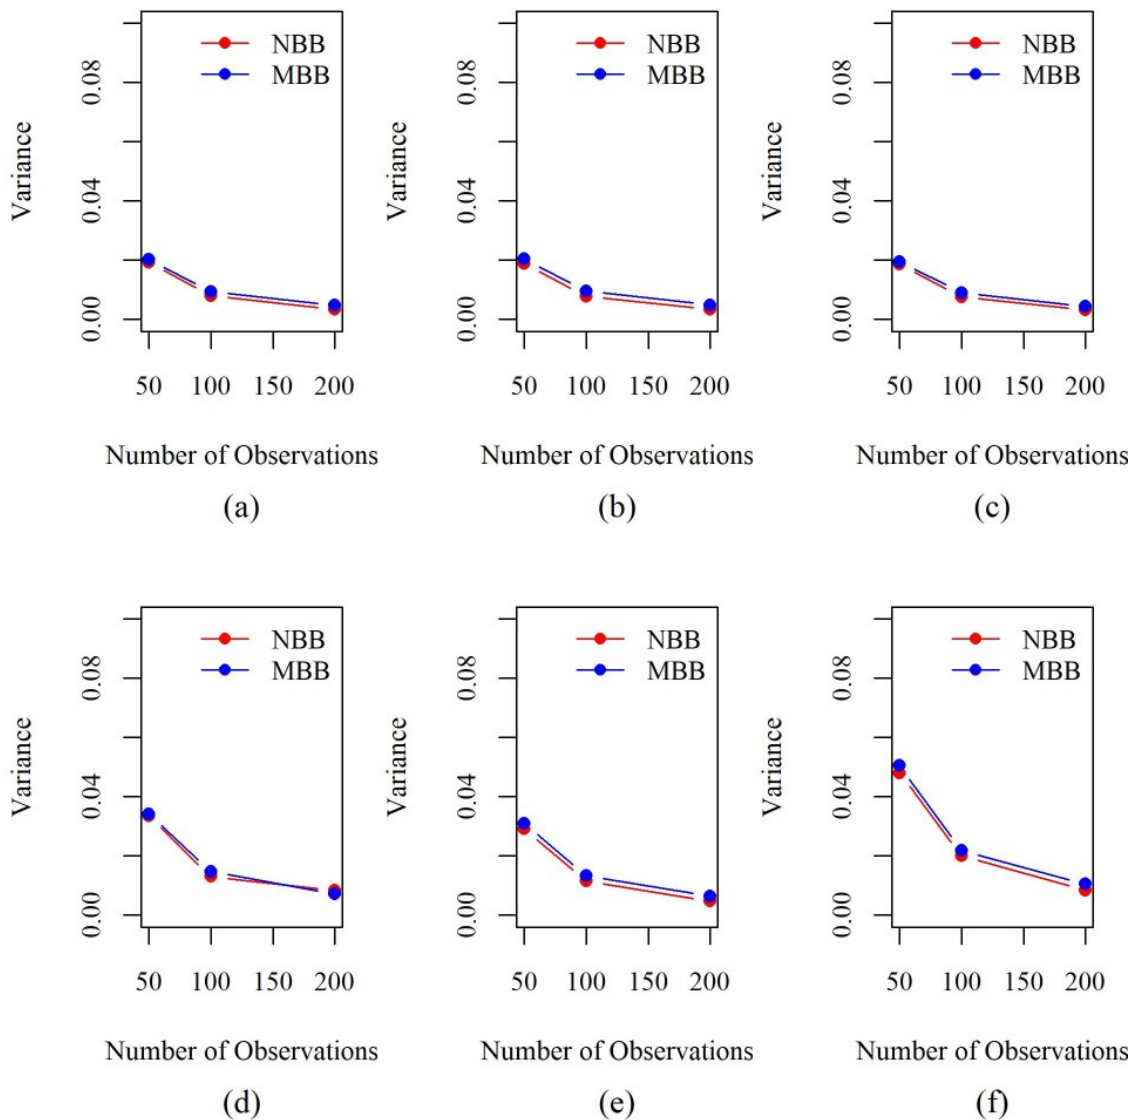 NBB
MBB
Variance
0.00 0.04 0.08
50 100 150 200
Number of Observations
(a)
NBB
MBB
Variance
0.00 0.04 0.08
50 100 150 200
Number of Observations
(b)
NBB
MBB
Variance
0.00 0.04 0.08
50 100 150 200
Number of Observations
(c)
NBB
MBB
Variance
0.00 0.04 0.08
50 100 150 200
Number of Observations
(d)
NBB
MBB
Variance
0.00 0.04 0.08
50 100 150 200
Number of Observations
(e)
NBB
MBB
Variance
0.00 0.04 0.08
50 100 150 200
Number of Observations
(f)